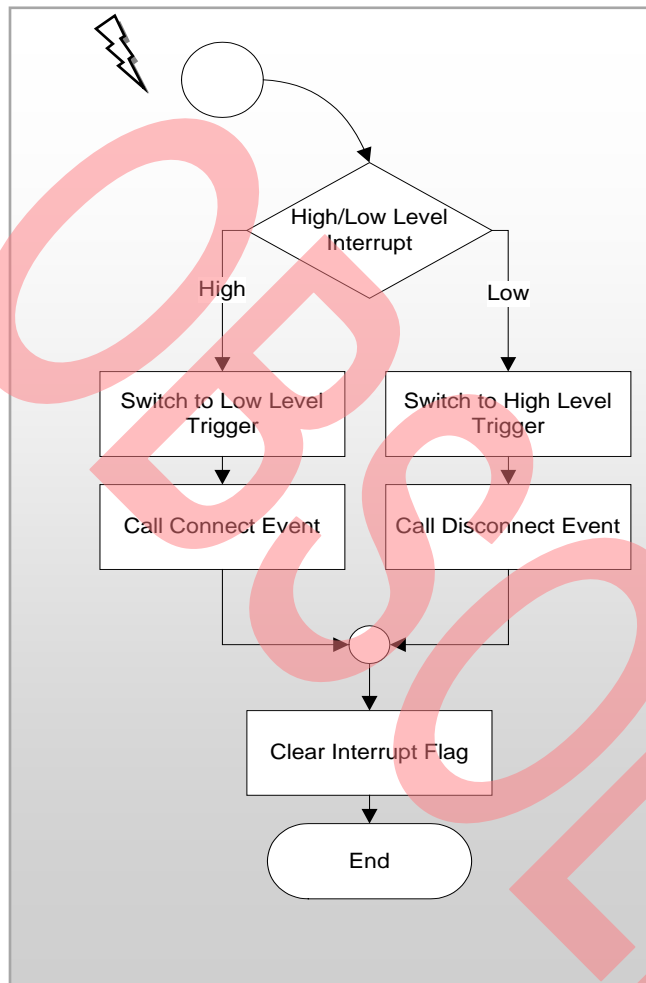 High/Low Level
Interrupt
High
Low
Switch to Low Level
Trigger
Switch to High Level
Trigger
Call Connect Event
Call Disconnect Event
Clear Interrupt Flag
End
OBSOL